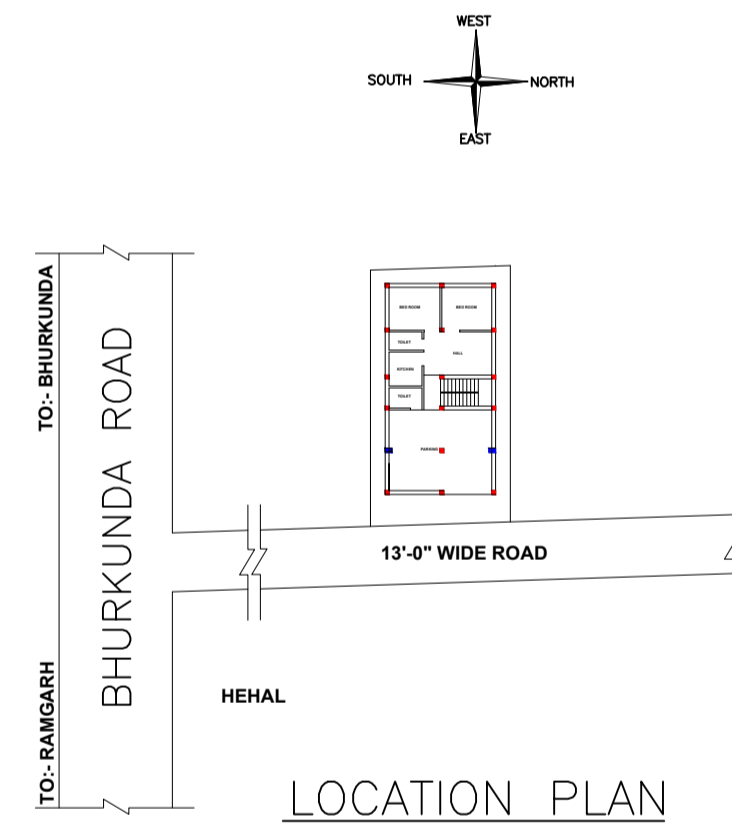 WEST
SOUTH
NORTH
EAST
TO:- BHURKUNDA
BHURKUNDA ROAD
TO:- RAMGARH
BED ROOM
BED ROOM
TOILET
HALL
KITCHEN
TOILET
PARKING
13'-0" WIDE ROAD
HEHAL
LOCATION PLAN